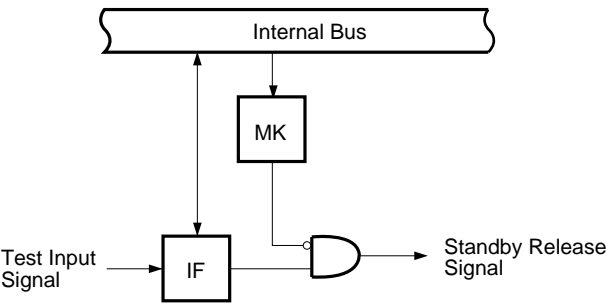 Internal Bus
MK
Test Input
Signal
IF
Standby Release
Signal